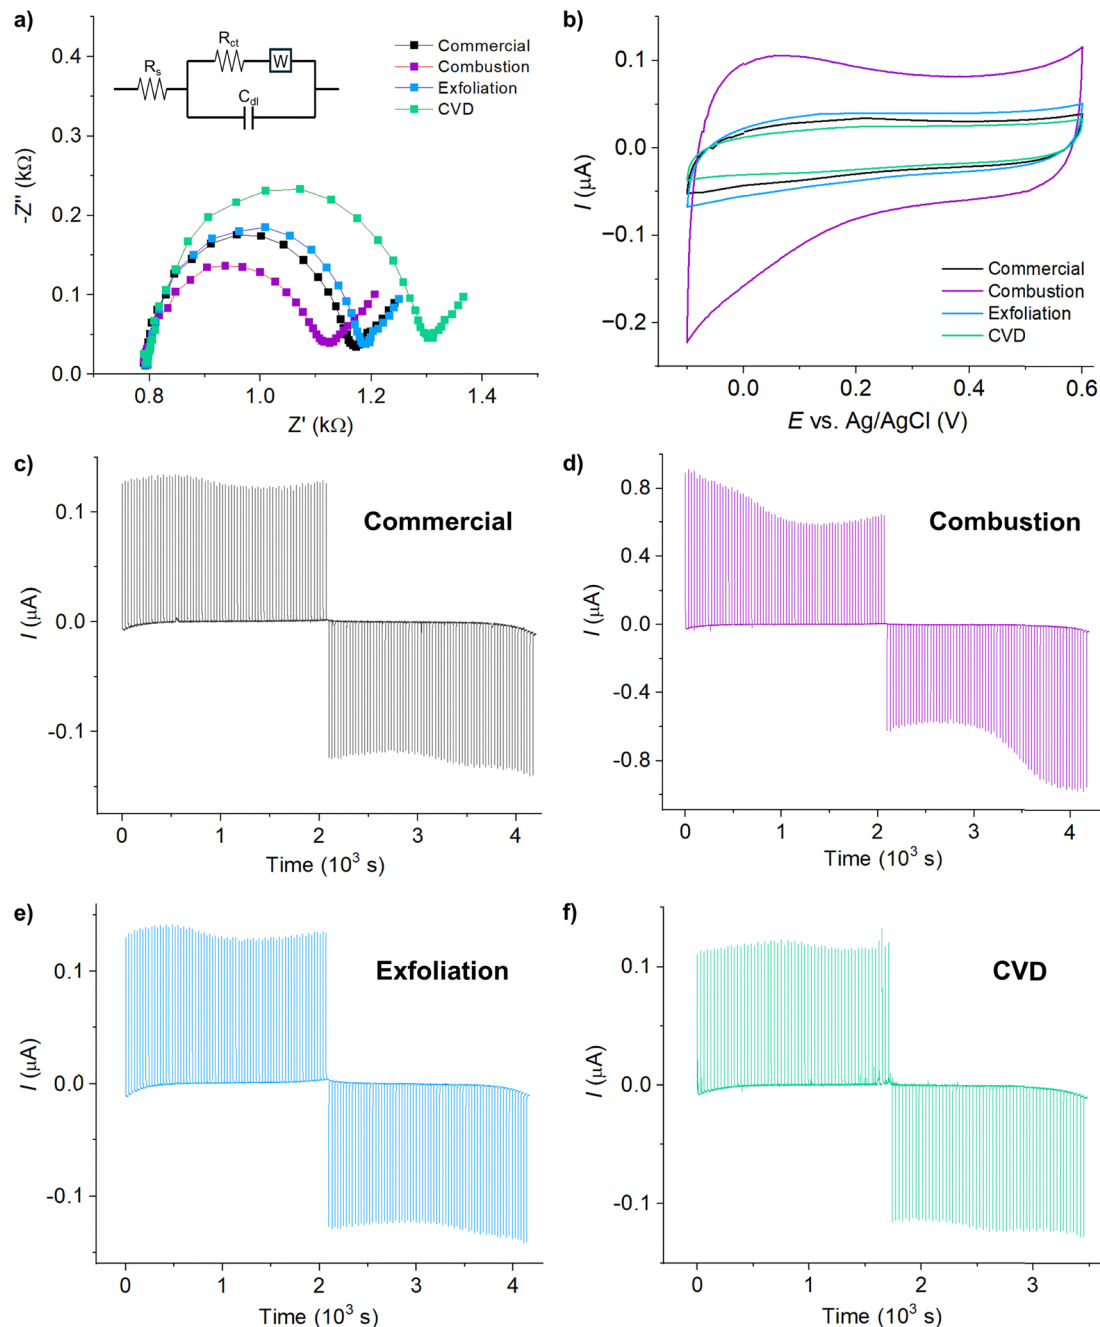 a)
0.4
0.3
0.2
0.1
0.0
-Z'' (kΩ)
0.8 1.0 1.2 1.4
Z' (kΩ)
R_s
R_ct
W
C_dl
Commercial
Combustion
Exfoliation
CVD
b)
0.1
0.0
−0.1
−0.2
I (μA)
0.0 0.2 0.4 0.6
E vs. Ag/AgCl (V)
Commercial
Combustion
Exfoliation
CVD
c)
Commercial
0.1
0.0
-0.1
I (μA)
0 1 2 3 4
Time (10³ s)
d)
Combustion
0.8
0.4
0.0
-0.4
-0.8
I (μA)
0 1 2 3 4
Time (10³ s)
e)
Exfoliation
0.1
0.0
-0.1
I (μA)
0 1 2 3 4
Time (10³ s)
f)
CVD
0.1
0.0
-0.1
I (μA)
0 1 2 3
Time (10³ s)